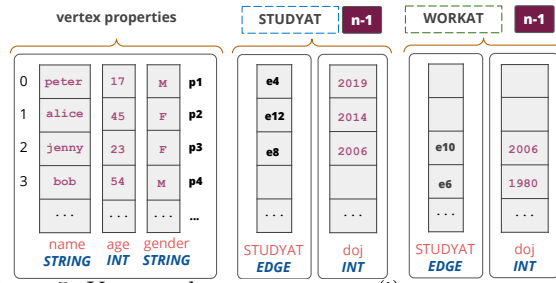 vertex properties STUDYAT n-1 WORKAT n-1
0 peter 17 M p1 e4 2019
1 alice 45 F p2 e12 2014
2 jenny 23 F p3 e8 2006 e10 2006
3 bob 54 M p4 e6 1980
... ... ... ... ... ... ... ...
name age gender STUDYAT doj STUDYAT doj
STRING INT STRING EDGE INT EDGE INT